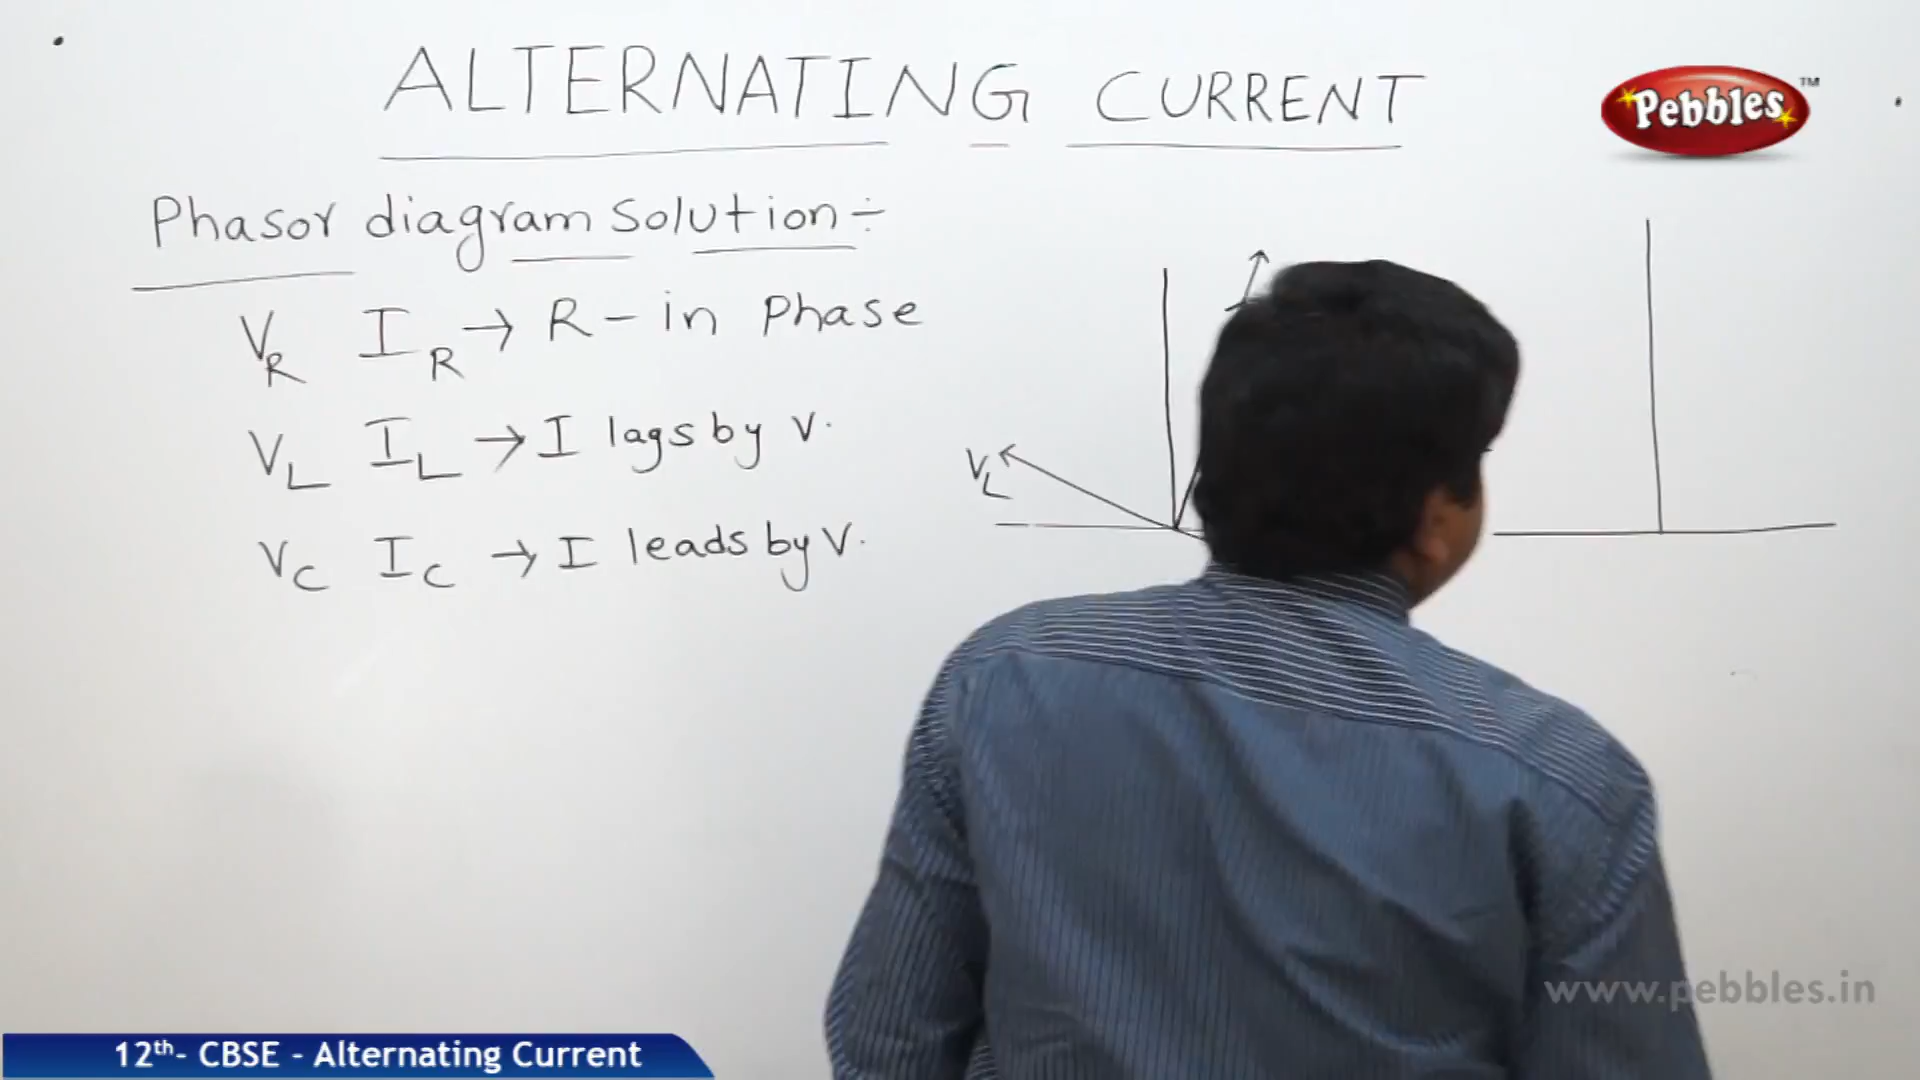 ALTERNATING CURRENT
Pebbles™
Phasor diagram solution ÷
VR IR → R - in Phase
VL IL → I lags by V.
VC IC → I leads by V.
VL
www.pebbles.in
12th- CBSE - Alternating Current